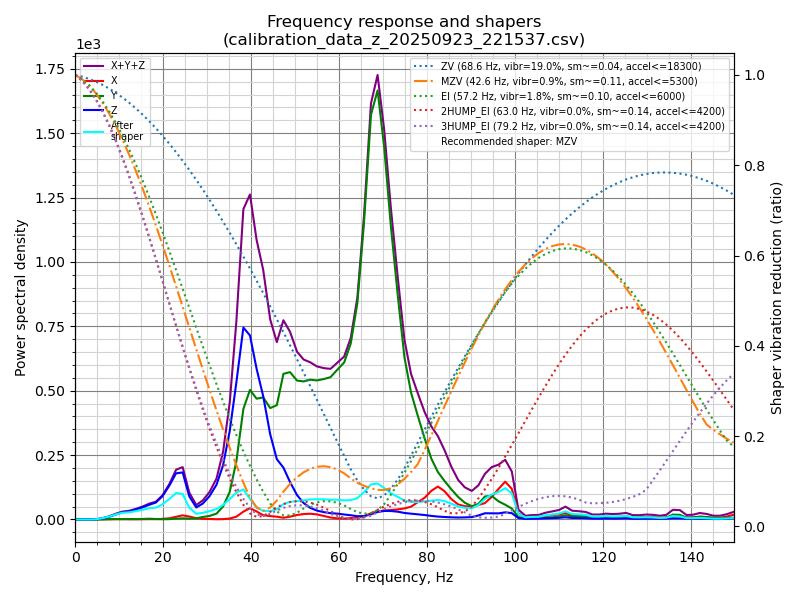 Frequency response and shapers
(calibration_data_z_20250923_221537.csv)
1e3
X+Y+Z
X
Y
Z
After
shaper
ZV (68.6 Hz, vibr=19.0%, sm~=0.04, accel<=18300)
MZV (42.6 Hz, vibr=0.9%, sm~=0.11, accel<=5300)
EI (57.2 Hz, vibr=1.8%, sm~=0.10, accel<=6000)
2HUMP_EI (63.0 Hz, vibr=0.0%, sm~=0.14, accel<=4200)
3HUMP_EI (79.2 Hz, vibr=0.0%, sm~=0.14, accel<=4200)
Recommended shaper: MZV
1.75
1.50
1.25
1.00
0.75
0.50
0.25
0.00
Power spectral density
1.0
0.8
0.6
0.4
0.2
0.0
Shaper vibration reduction (ratio)
0 20 40 60 80 100 120 140
Frequency, Hz